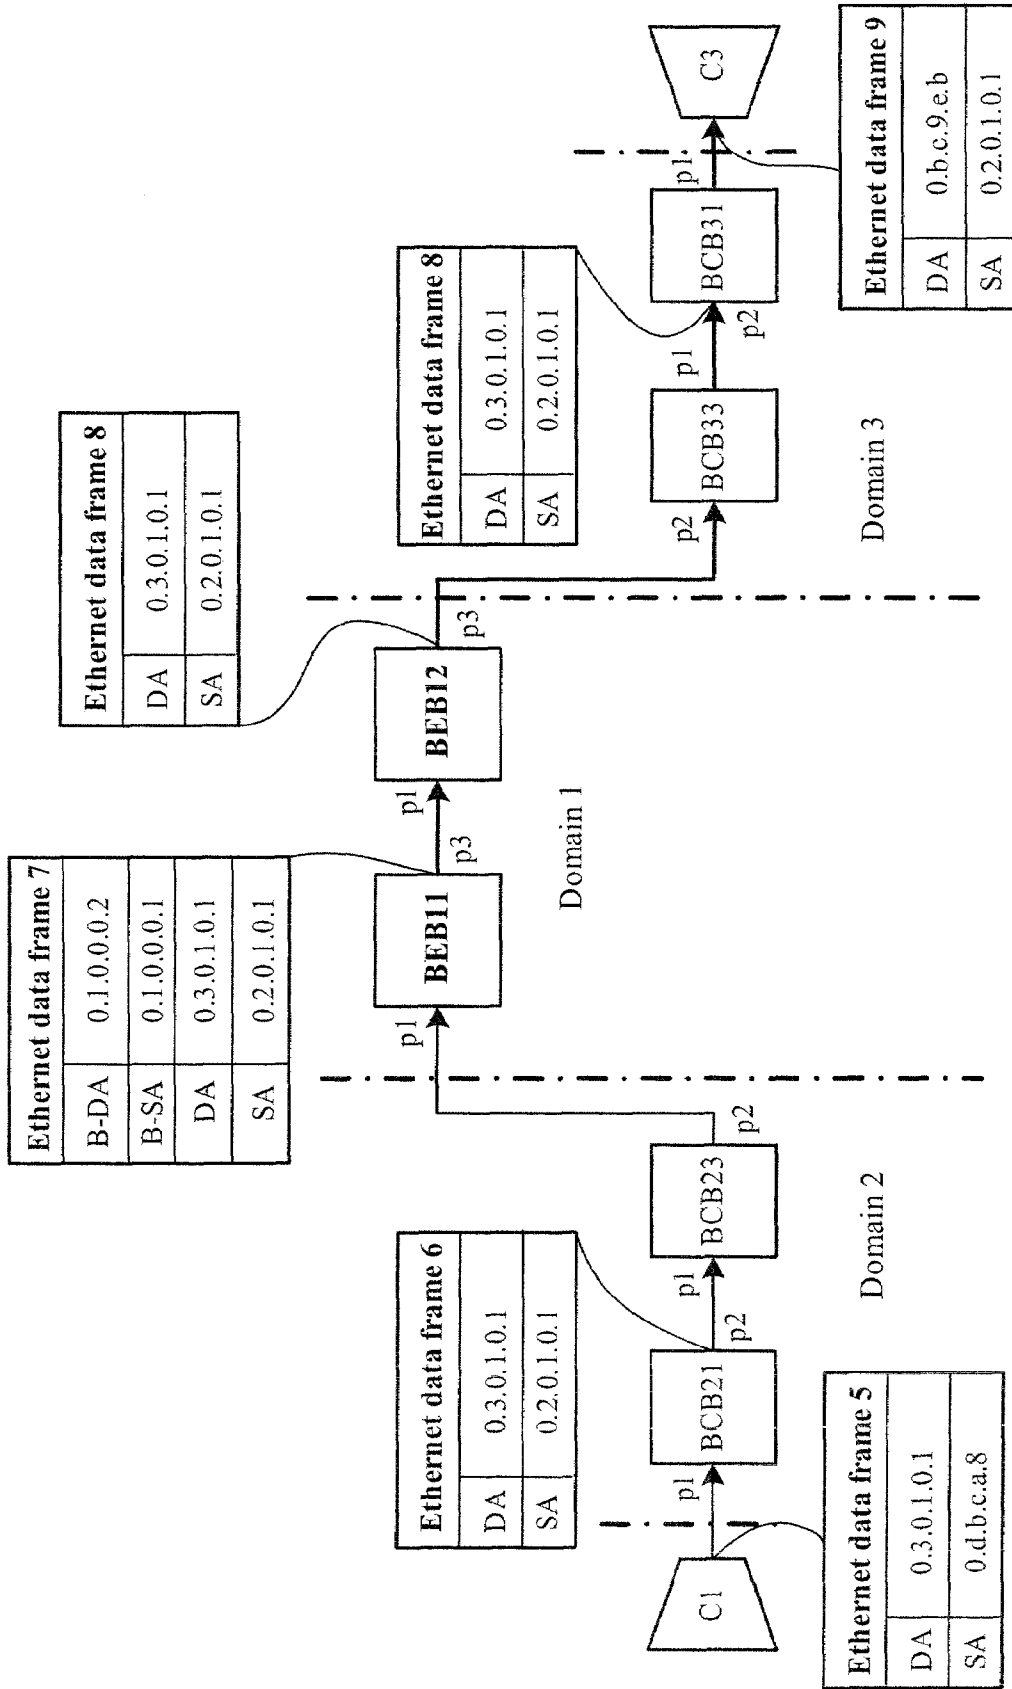 Ethernet data frame 7
B-DA 0.1.0.0.0.2
B-SA 0.1.0.0.0.1
DA 0.3.0.1.0.1
SA 0.2.0.1.0.1
Ethernet data frame 8
DA 0.3.0.1.0.1
SA 0.2.0.1.0.1
p1
BEB11
p3
p1
BEB12
p3
Ethernet data frame 6
DA 0.3.0.1.0.1
SA 0.2.0.1.0.1
Ethernet data frame 8
DA 0.3.0.1.0.1
SA 0.2.0.1.0.1
Domain 1
C1
p1
BCB21
p2
p1
BCB23
p2
p2
BCB33
p1
p2
BCB31
p1
C3
Domain 2
Domain 3
Ethernet data frame 5
DA 0.3.0.1.0.1
SA 0.d.b.c.a.8
Ethernet data frame 9
DA 0.b.c.9.e.b
SA 0.2.0.1.0.1